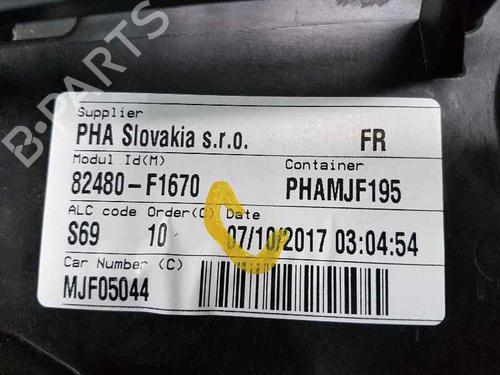 Supplier
PHA Slovakia s.r.o. FR
Modul Id(M) Container
82480-F1670 PHAMJF195
ALC code Order(O) Date
S69 10 07/10/2017 03:04:54
Car Number (C)
MJF05044
B-PARTS